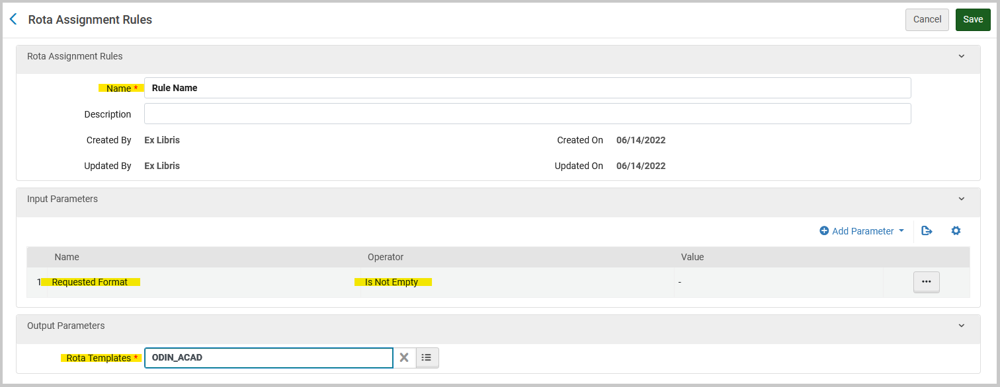 Rota Assignment Rules
Cancel
Save
Rota Assignment Rules
Name * Rule Name
Description
Created By Ex Libris Created On 06/14/2022
Updated By Ex Libris Updated On 06/14/2022
Input Parameters
Add Parameter
Name Operator Value
1 Requested Format Is Not Empty -
Output Parameters
Rota Templates * ODIN_ACAD